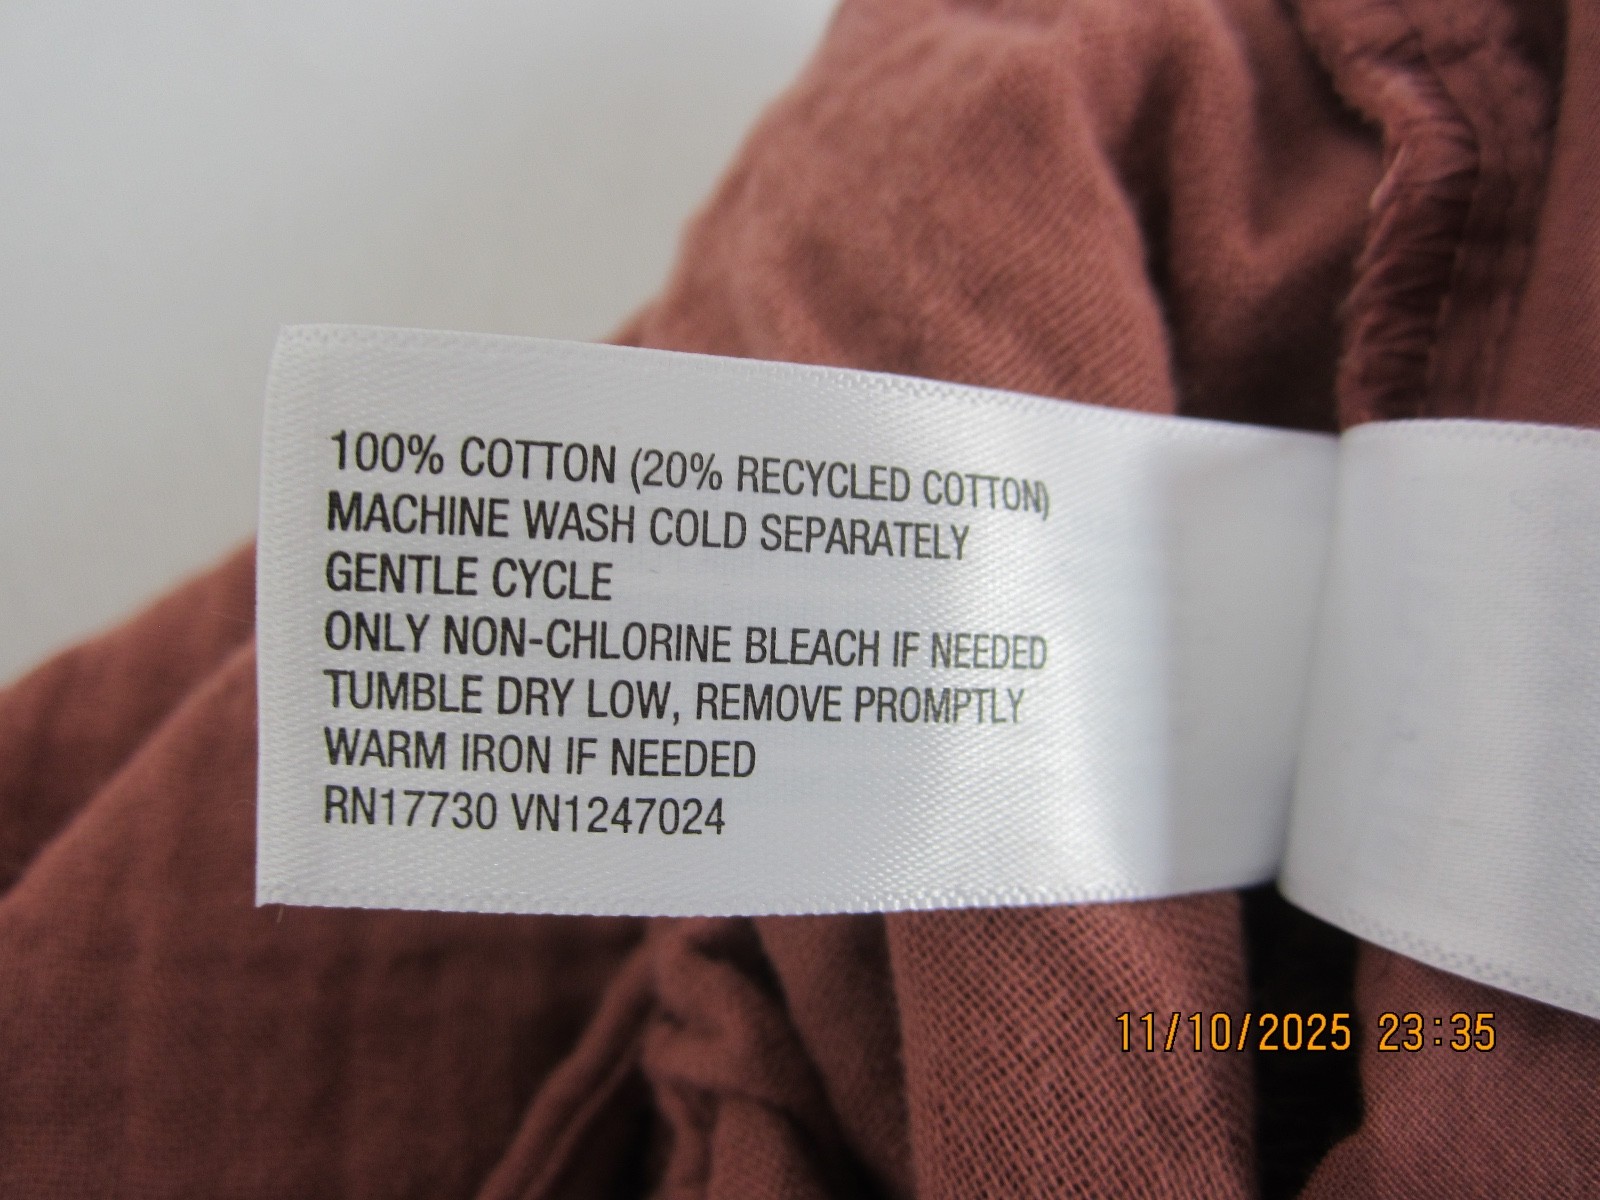 100% COTTON (20% RECYCLED COTTON)
MACHINE WASH COLD SEPARATELY
GENTLE CYCLE
ONLY NON-CHLORINE BLEACH IF NEEDED
TUMBLE DRY LOW, REMOVE PROMPTLY
WARM IRON IF NEEDED
RN17730 VN1247024
11/10/2025 23:35